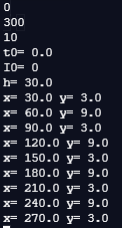 0
300
10
t0= 0.0
I0= 0
h= 30.0
x= 30.0 y= 3.0
x= 60.0 y= 9.0
x= 90.0 y= 3.0
x= 120.0 y= 9.0
x= 150.0 y= 3.0
x= 180.0 y= 9.0
x= 210.0 y= 3.0
x= 240.0 y= 9.0
x= 270.0 y= 3.0